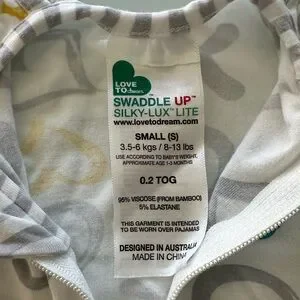 LOVE
TO dream
SWADDLE UP™
SILKY-LUX™ LITE
www.lovetodream.com
SMALL (S)
3.5-6 kgs / 8-13 lbs
USE ACCORDING TO BABY'S WEIGHT,
APPROXIMATE AGE 1-3 MONTHS
0.2 TOG
95% VISCOSE (FROM BAMBOO)
5% ELASTANE
THIS GARMENT IS INTENDED
TO BE WORN OVER PAJAMAS
DESIGNED IN AUSTRALIA
MADE IN CHINA